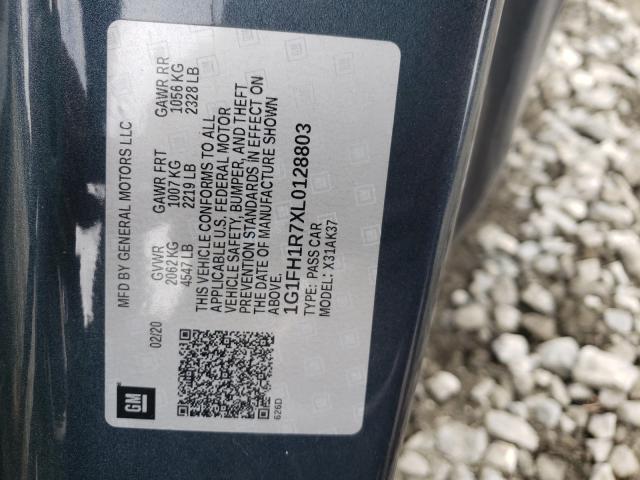 MFD BY GENERAL MOTORS LLC
02/20
GVWR GAWR FRT GAWR RR
2062 KG 1007 KG 1056 KG
4547 LB 2219 LB 2328 LB
THIS VEHICLE CONFORMS TO ALL
APPLICABLE U.S. FEDERAL MOTOR
VEHICLE SAFETY, BUMPER, AND THEFT
PREVENTION STANDARDS IN EFFECT ON
THE DATE OF MANUFACTURE SHOWN
ABOVE.
1G1FH1R7XL0128803
TYPE: PASS CAR
MODEL: X31AK37
GM
626D